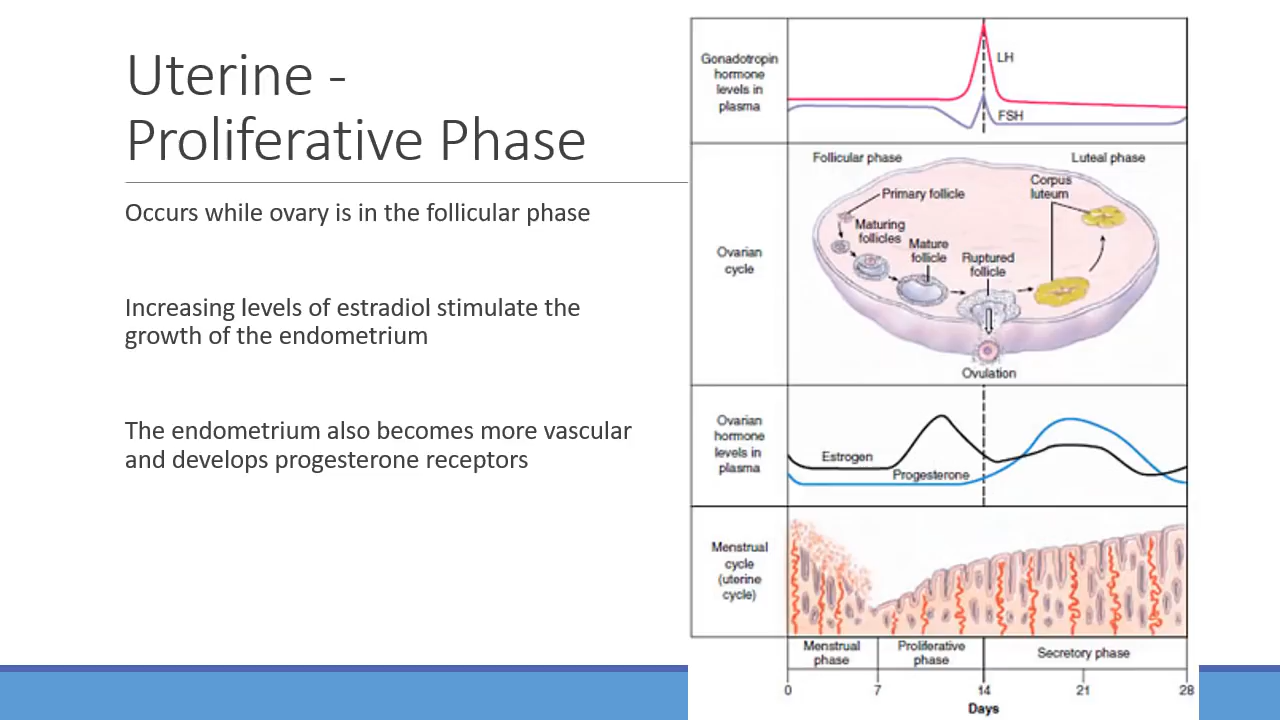 Uterine -
Proliferative Phase
Occurs while ovary is in the follicular phase
Increasing levels of estradiol stimulate the
growth of the endometrium
The endometrium also becomes more vascular
and develops progesterone receptors
Gonadotropin
hormone
levels in
plasma
LH
FSH
Ovarian
cycle
Follicular phase
Luteal phase
Primary follicle
Maturing
follicles
Mature
follicle
Ruptured
follicle
Corpus
luteum
Ovulation
Ovarian
hormone
levels in
plasma
Estrogen
Progesterone
Menstrual
cycle
(uterine
cycle)
Menstrual
phase
Proliferative
phase
Secretory phase
0 7 14 21 28
Days